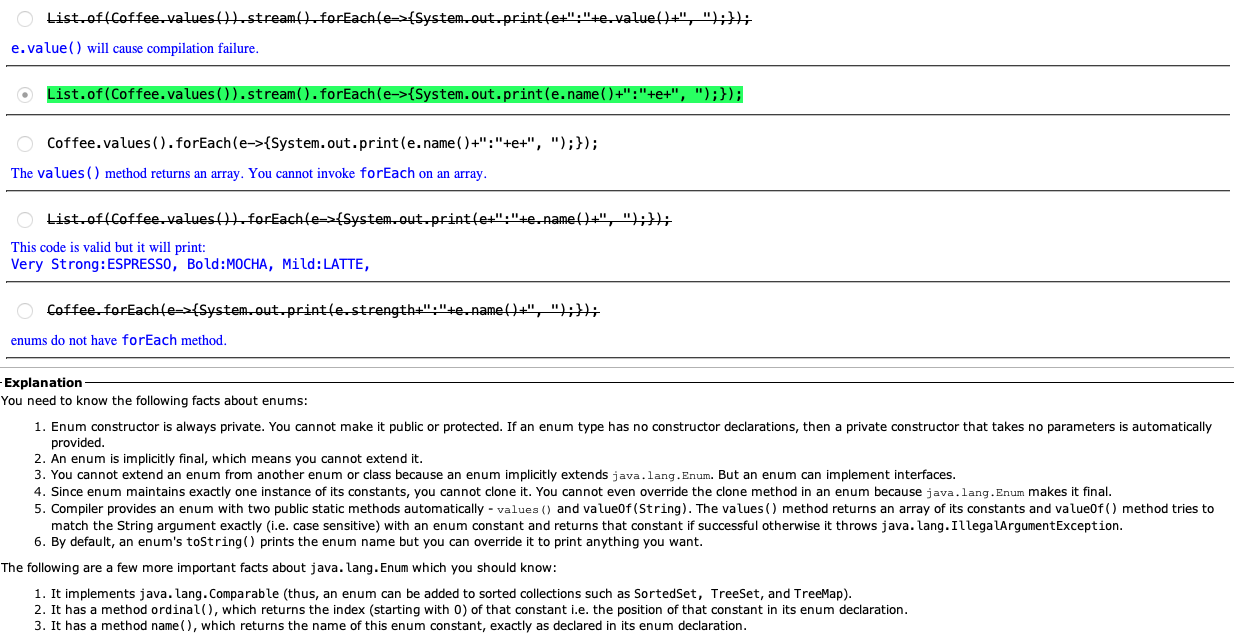 List.of(Coffee.values()).stream().forEach(e->{System.out.print(e+":"+e.value()+", ");});
e.value() will cause compilation failure.
List.of(Coffee.values()).stream().forEach(e->{System.out.print(e.name()+":"+e+", ");});
Coffee.values().forEach(e->{System.out.print(e.name()+":"+e+", ");});
The values() method returns an array. You cannot invoke forEach on an array.
List.of(Coffee.values()).forEach(e->{System.out.print(e+":"+e.name()+", ");});
This code is valid but it will print:
Very Strong:ESPRESSO, Bold:MOCHA, Mild:LATTE,
Coffee.forEach(e->{System.out.print(e.strength+":"+e.name()+", ");});
enums do not have forEach method.
Explanation
You need to know the following facts about enums:
1. Enum constructor is always private. You cannot make it public or protected. If an enum type has no constructor declarations, then a private constructor that takes no parameters is automatically
provided.
2. An enum is implicitly final, which means you cannot extend it.
3. You cannot extend an enum from another enum or class because an enum implicitly extends java.lang.Enum. But an enum can implement interfaces.
4. Since enum maintains exactly one instance of its constants, you cannot clone it. You cannot even override the clone method in an enum because java.lang.Enum makes it final.
5. Compiler provides an enum with two public static methods automatically - values() and valueOf(String). The values() method returns an array of its constants and valueOf() method tries to
match the String argument exactly (i.e. case sensitive) with an enum constant and returns that constant if successful otherwise it throws java.lang.IllegalArgumentException.
6. By default, an enum's toString() prints the enum name but you can override it to print anything you want.
The following are a few more important facts about java.lang.Enum which you should know:
1. It implements java.lang.Comparable (thus, an enum can be added to sorted collections such as SortedSet, TreeSet, and TreeMap).
2. It has a method ordinal(), which returns the index (starting with 0) of that constant i.e. the position of that constant in its enum declaration.
3. It has a method name(), which returns the name of this enum constant, exactly as declared in its enum declaration.